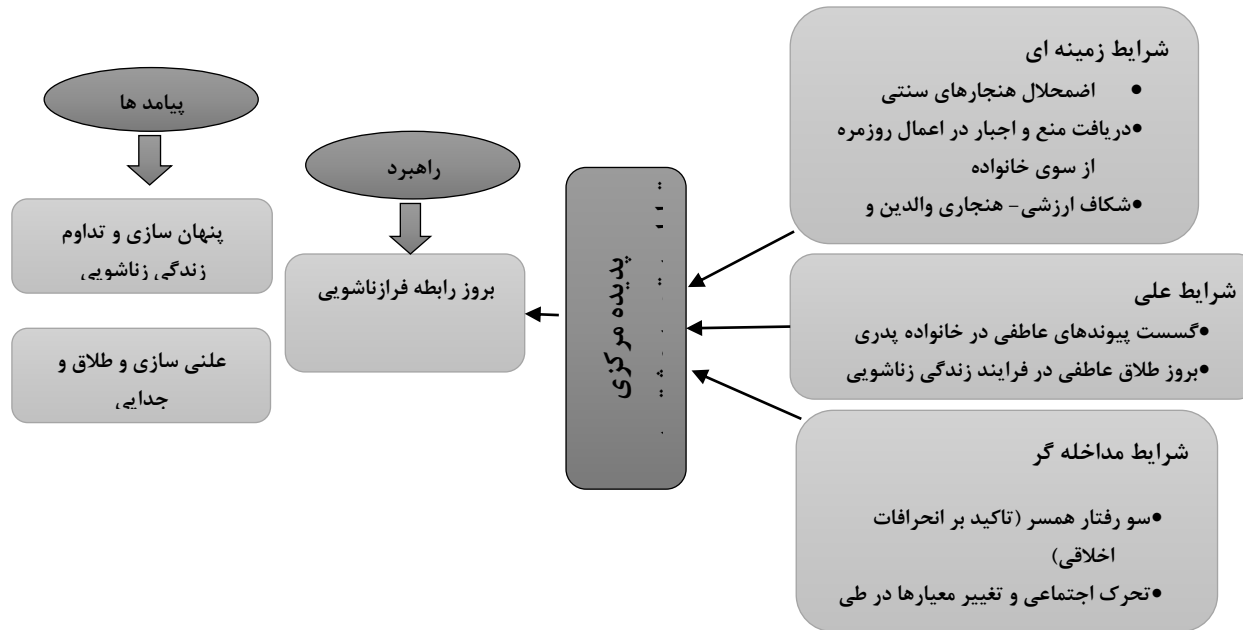 شرایط زمینه ای
• اضمحلال هنجارهای سنتی
•دریافت منع و اجبار در اعمال روزمره
از سوی خانواده
•شکاف ارزشی- هنجاری والدین و
شرایط علی
•گسست پیوندهای عاطفی در خانواده پدری
•بروز طلاق عاطفی در فرایند زندگی زناشویی
شرایط مداخله گر
•سو رفتار همسر (تاکید بر انحرافات
اخلاقی)
•تحرک اجتماعی و تغییر معیارها در طی
پدیده مرکزی
راهبرد
بروز رابطه فرازناشویی
پیامد ها
پنهان سازی و تداوم
زندگی زناشویی
علنی سازی و طلاق و
جدایی